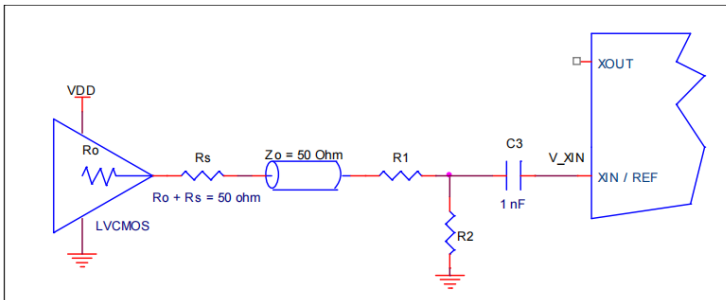 VDD
Ro
LVCMOS
Rs
Ro + Rs = 50 ohm
Zo = 50 Ohm
R1
R2
C3
1 nF
V_XIN
XOUT
XIN / REF